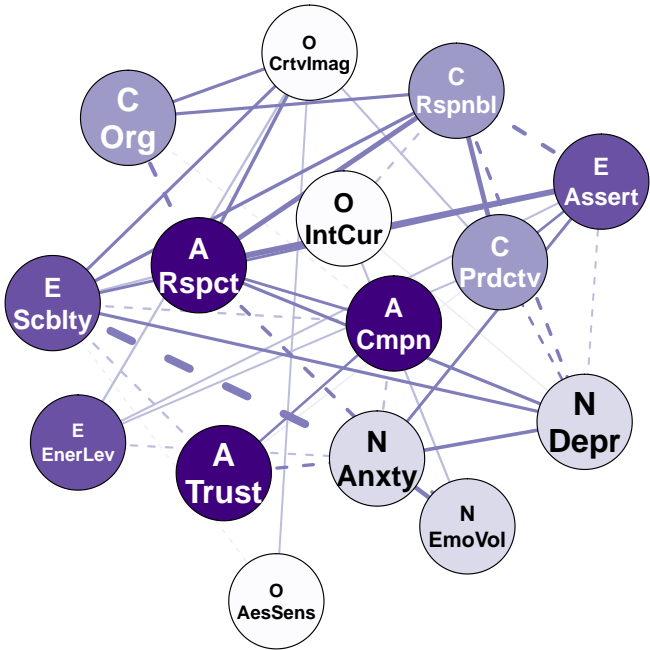 O
CrtvImag
C
Rspnbl
C
Org
E
Assert
O
IntCur
A
Rspct
C
Prdctv
E
Scblty
A
Cmpn
N
Depr
E
EnerLev
A
Trust
N
Anxty
N
EmoVol
O
AesSens